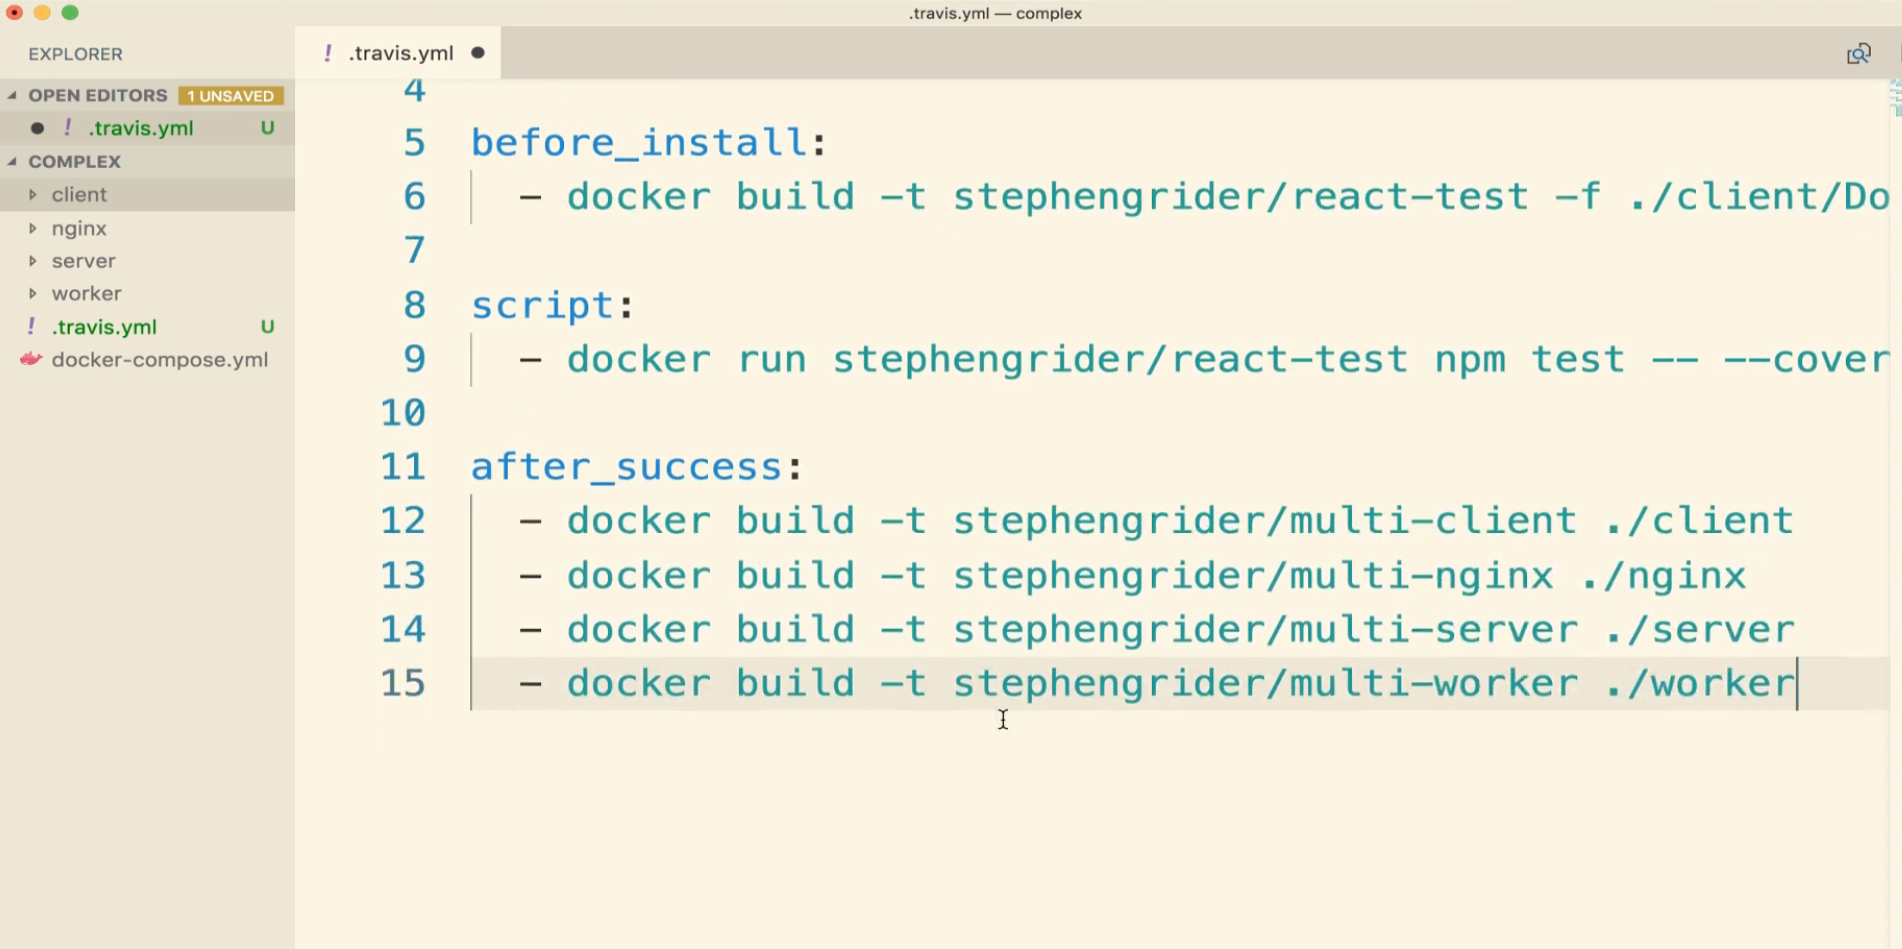 .travis.yml — complex
EXPLORER
OPEN EDITORS 1 UNSAVED
! .travis.yml U
COMPLEX
client
nginx
server
worker
! .travis.yml U
docker-compose.yml
! .travis.yml
4
5 before_install:
6 - docker build -t stephengrider/react-test -f ./client/Do
7
8 script:
9 - docker run stephengrider/react-test npm test -- --cover
10
11 after_success:
12 - docker build -t stephengrider/multi-client ./client
13 - docker build -t stephengrider/multi-nginx ./nginx
14 - docker build -t stephengrider/multi-server ./server
15 - docker build -t stephengrider/multi-worker ./worker